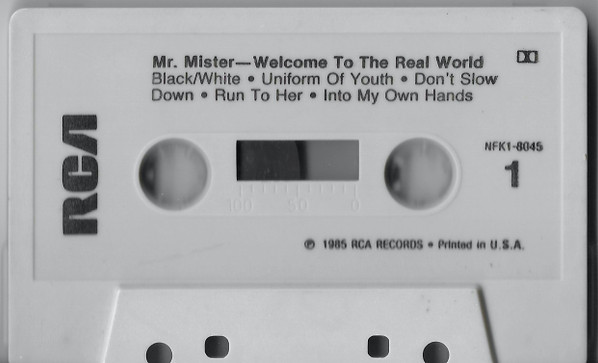 Mr. Mister—Welcome To The Real World
Black/White • Uniform Of Youth • Don't Slow
Down • Run To Her • Into My Own Hands
RCA
NFK1-8045
1
100 50 0
℗ 1985 RCA RECORDS • Printed in U.S.A.